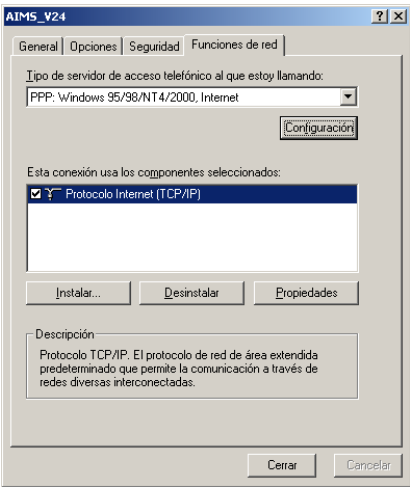 AIMS_V24
General Opciones Seguridad Funciones de red
Tipo de servidor de acceso telefónico al que estoy llamando:
PPP: Windows 95/98/NT4/2000, Internet
Configuración
Esta conexión usa los componentes seleccionados:
Protocolo Internet (TCP/IP)
Instalar... Desinstalar Propiedades
Descripción
Protocolo TCP/IP. El protocolo de red de área extendida
predeterminado que permite la comunicación a través de
redes diversas interconectadas.
Cerrar Cancelar